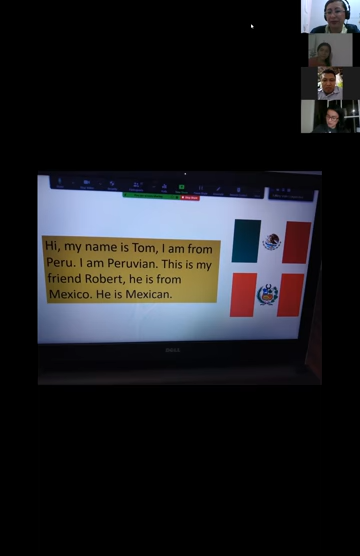 Hi, my name is Tom, I am from
Peru. I am Peruvian. This is my
friend Robert, he is from
Mexico. He is Mexican.
DELL